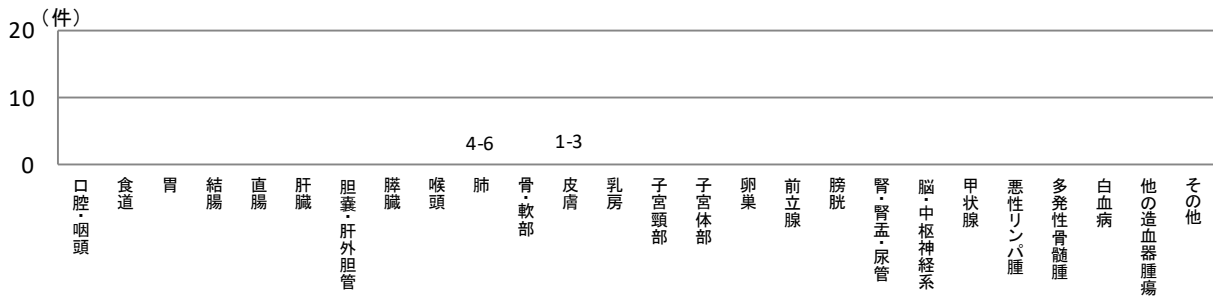 （件）
20
10
0
4-6
1-3
口腔・咽頭
食道
胃
結腸
直腸
肝臓
胆嚢・肝外胆管
膵臓
喉頭
肺
骨・軟部
皮膚
乳房
子宮頸部
子宮体部
卵巣
前立腺
膀胱
腎・腎盂・尿管
脳・中枢神経系
甲状腺
悪性リンパ腫
多発性骨髄腫
白血病
他の造血器腫瘍
その他